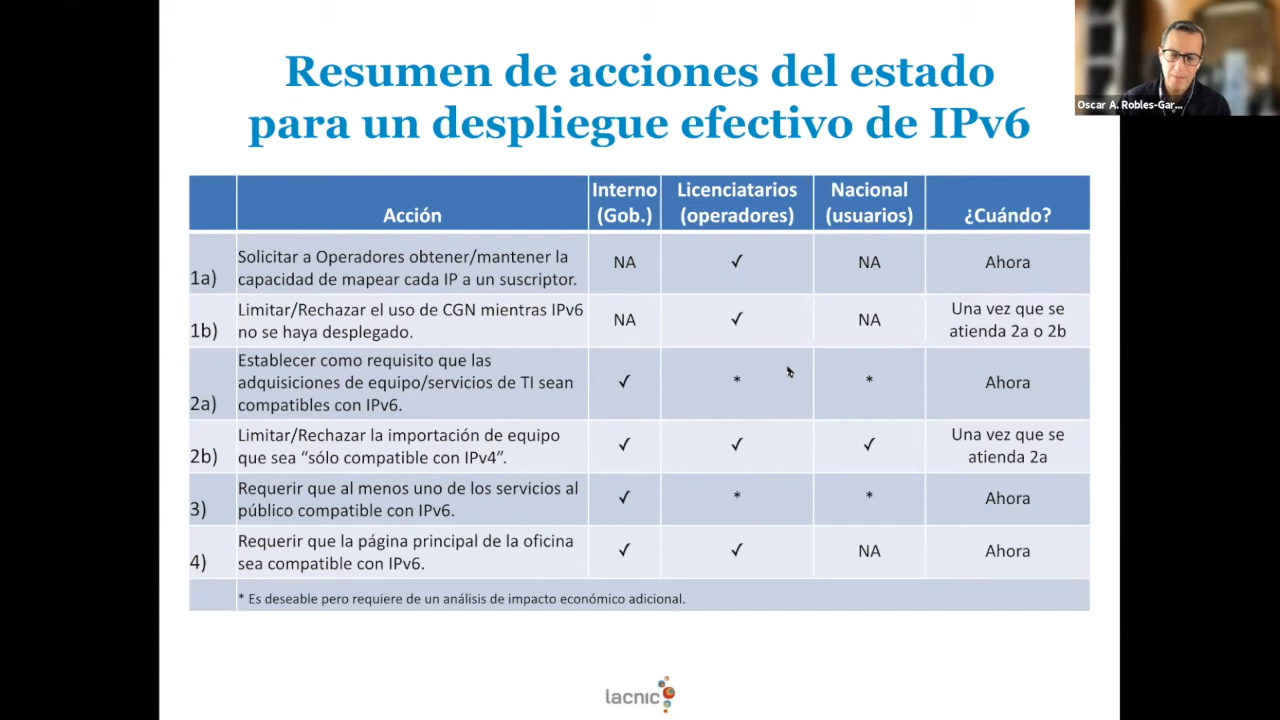 Resumen de acciones del estado
para un despliegue efectivo de IPv6
Oscar A. Robles-Gar...
Acción
Interno
(Gob.)
Licenciatarios
(operadores)
Nacional
(usuarios)
¿Cuándo?
1a)
Solicitar a Operadores obtener/mantener la
capacidad de mapear cada IP a un suscriptor.
NA
✓
NA
Ahora
1b)
Limitar/Rechazar el uso de CGN mientras IPv6
no se haya desplegado.
NA
✓
NA
Una vez que se
atienda 2a o 2b
2a)
Establecer como requisito que las
adquisiciones de equipo/servicios de TI sean
compatibles con IPv6.
✓
*
*
Ahora
2b)
Limitar/Rechazar la importación de equipo
que sea “sólo compatible con IPv4”.
✓
✓
✓
Una vez que se
atienda 2a
3)
Requerir que al menos uno de los servicios al
público compatible con IPv6.
✓
*
*
Ahora
4)
Requerir que la página principal de la oficina
sea compatible con IPv6.
✓
✓
NA
Ahora
* Es deseable pero requiere de un análisis de impacto económico adicional.
lacnic